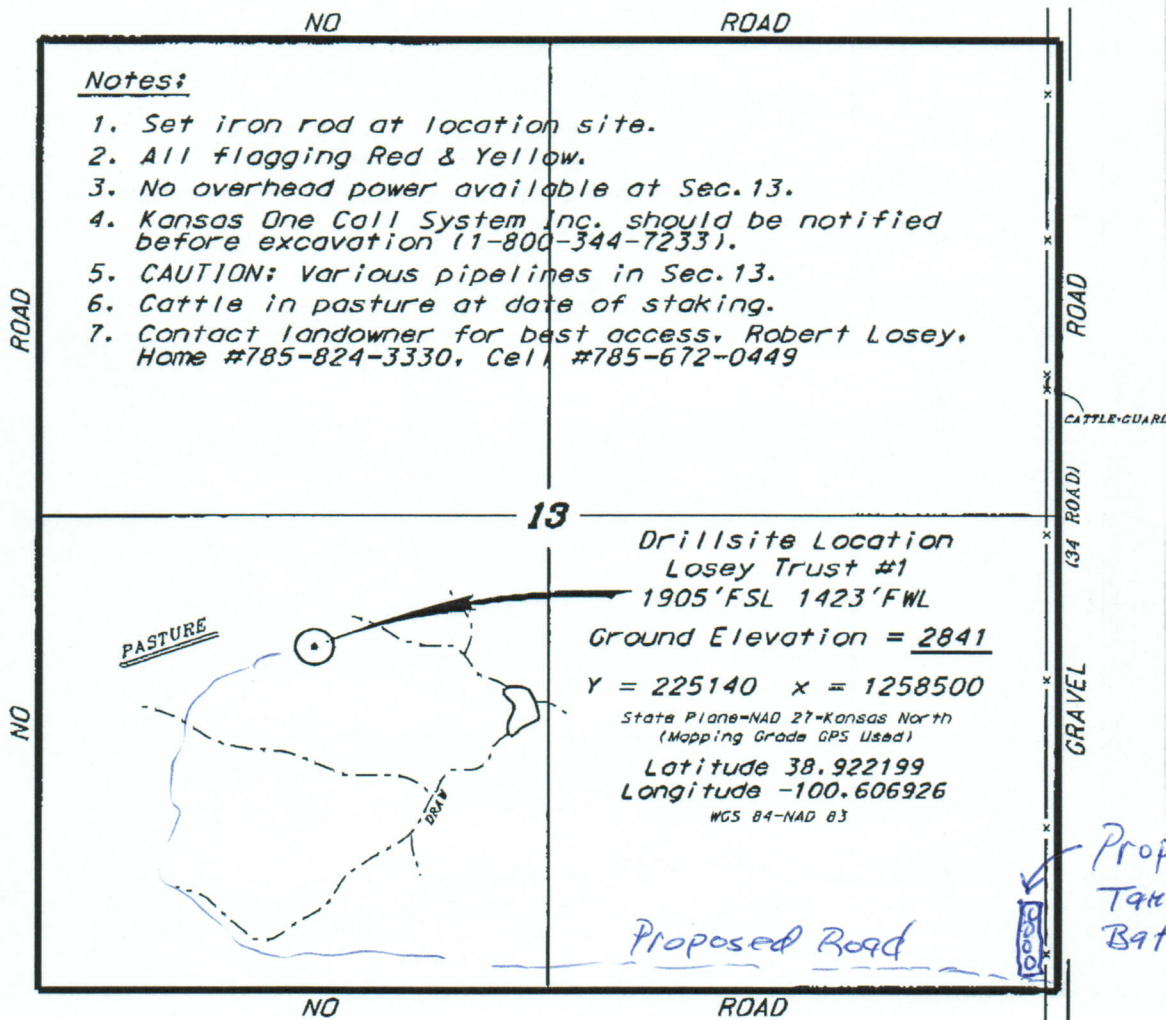 NO ROAD
Notes:
1. Set iron rod at location site.
2. All flagging Red & Yellow.
3. No overhead power available at Sec.13.
4. Kansas One Call System Inc. should be notified
before excavation (1-800-344-7233).
5. CAUTION: Various pipelines in Sec.13.
6. Cattle in pasture at date of staking.
7. Contact landowner for best access, Robert Losey.
Home #785-824-3330, Cell #785-672-0449
NO ROAD
ROAD
CATTLE-GUARD
(34 ROAD)
GRAVEL
13
Drillsite Location
Losey Trust #1
1905'FSL 1423'FWL
Ground Elevation = 2841
Y = 225140 x = 1258500
State Plane-NAD 27-Kansas North
(Mapping Grade GPS Used)
Latitude 38.922199
Longitude -100.606926
WGS 84-NAD 83
PASTURE
DRAW
Prop
Bat
Proposed Road
NO ROAD